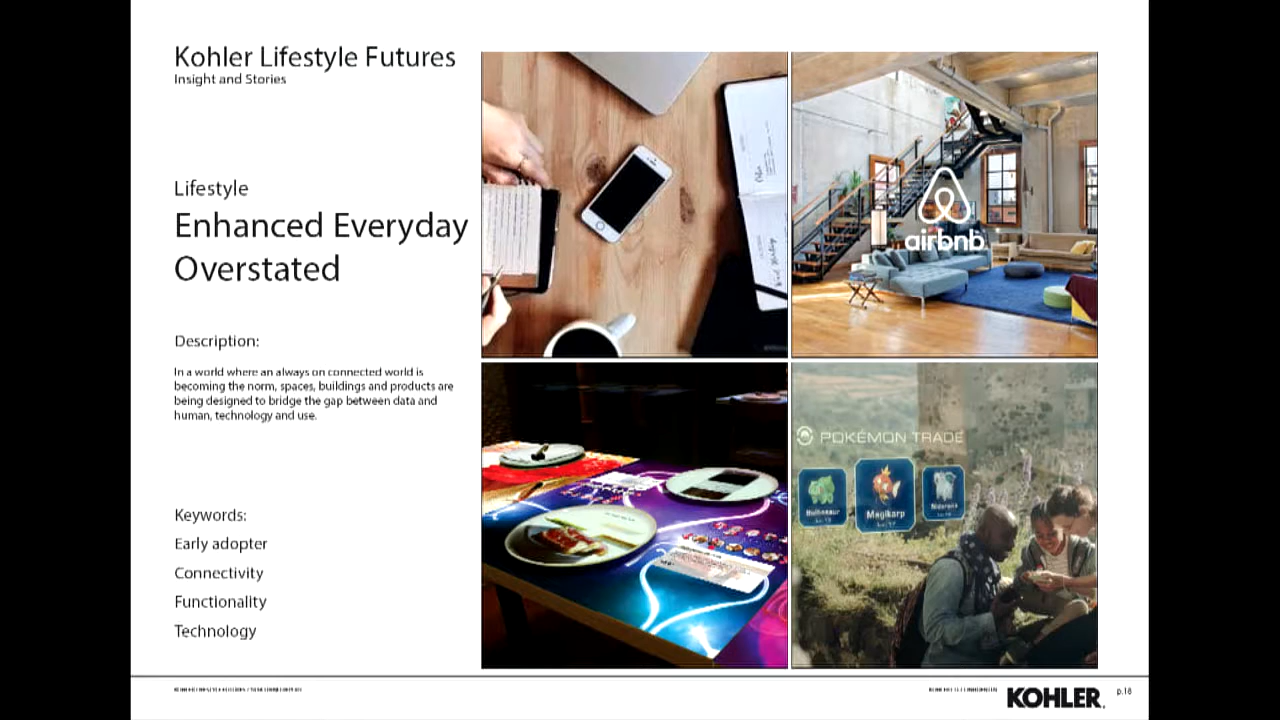 Kohler Lifestyle Futures
Insight and Stories
Lifestyle
Enhanced Everyday
Overstated
Description:
In a world where an always on connected world is
becoming the norm, spaces, buildings and products are
being designed to bridge the gap between data and
human, technology and use.
Keywords:
Early adopter
Connectivity
Functionality
Technology
airbnb
POKÉMON TRADE
Bulbasaur
Magikarp
KOHLER.
p.16